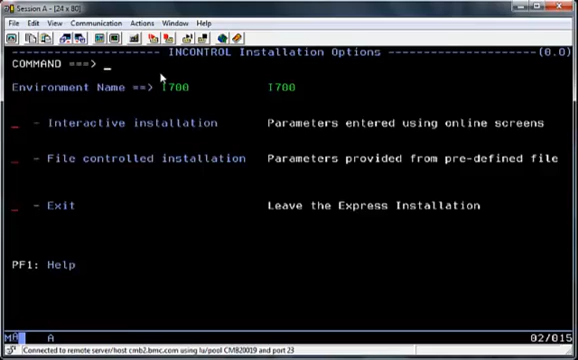 Session A - [24 x 80]
File Edit View Communication Actions Window Help
INCONTROL Installation Options (0.0)
COMMAND ===> _
Environment Name ==> I700 I700
_ - Interactive installation Parameters entered using online screens
_ - File controlled installation Parameters provided from pre-defined file
_ - Exit Leave the Express Installation
PF1: Help
MA A 02/015
Connected to remote server/host cmb2.bmc.com using lu/pool CMB20019 and port 23